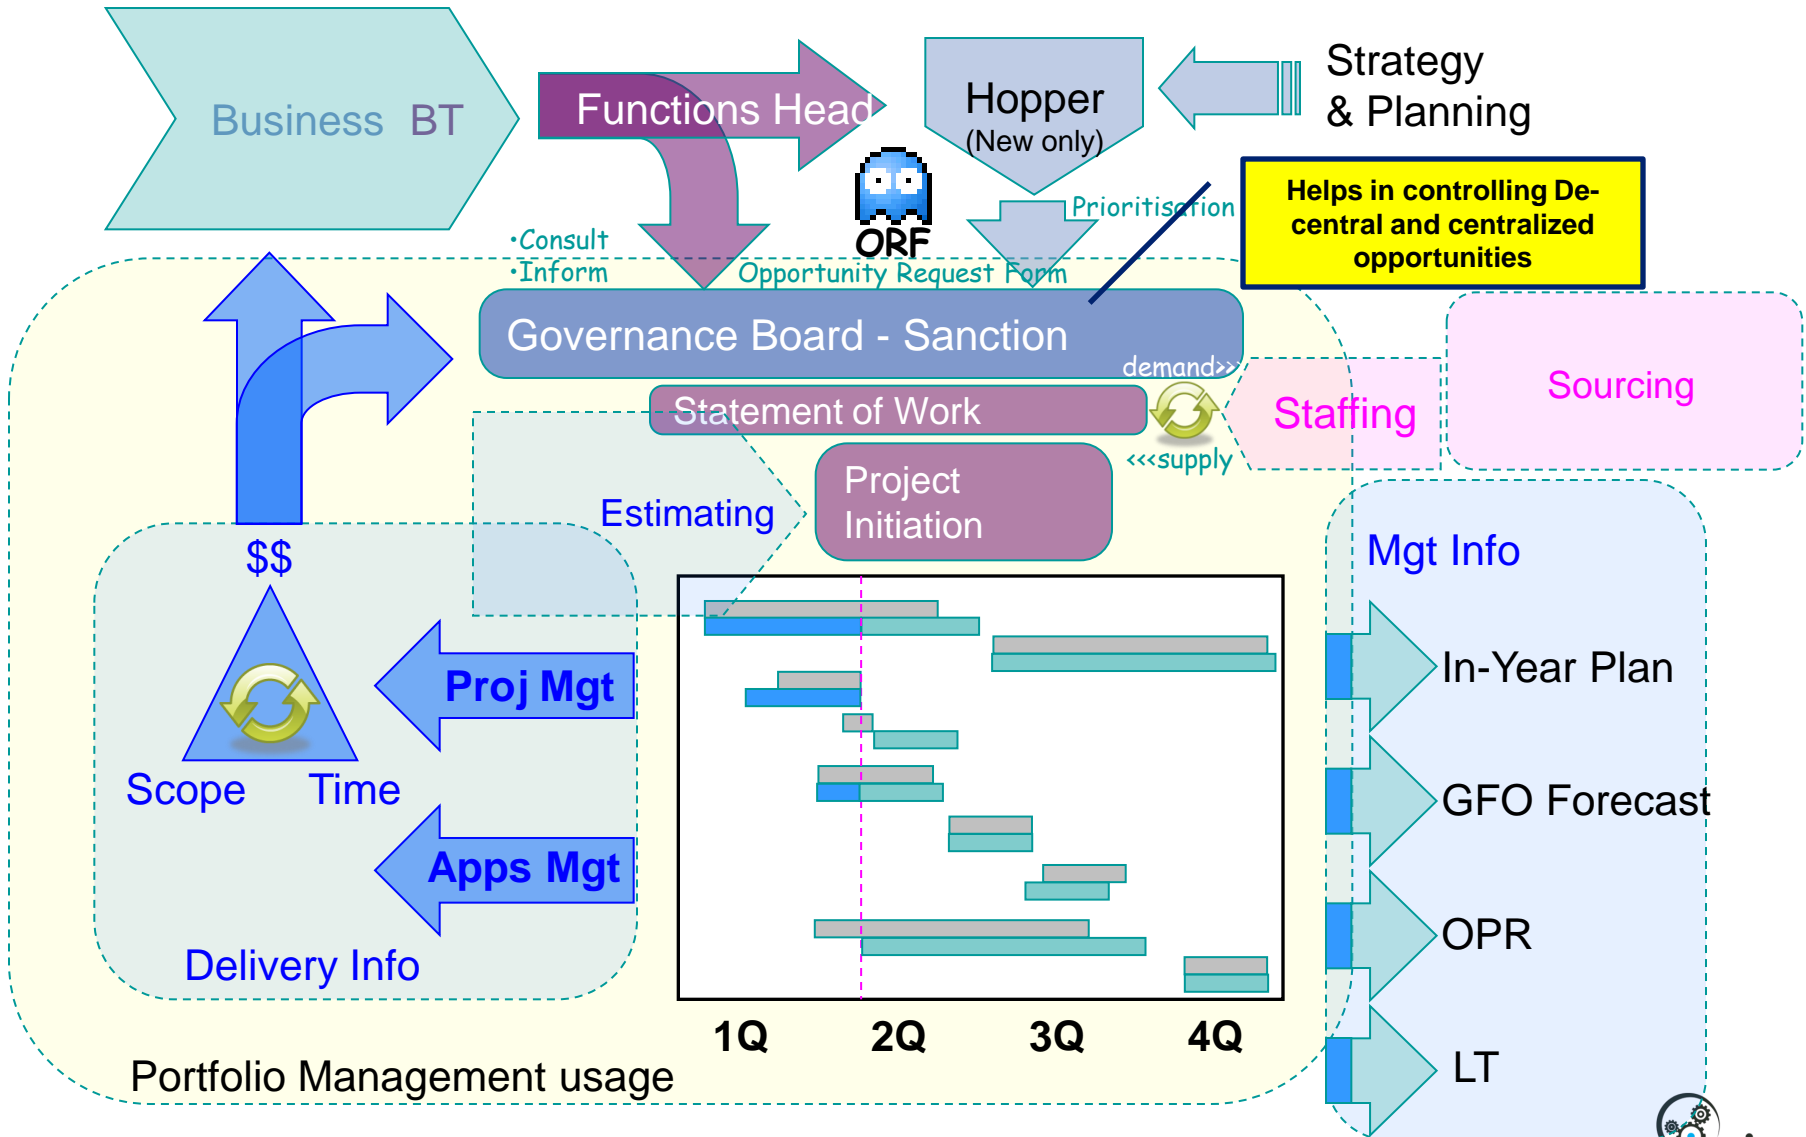 Business BT
Functions Head
Hopper
(New only)
Strategy
& Planning
Helps in controlling De-
central and centralized
opportunities
Prioritisation
•Consult
•Inform
ORF
Opportunity Request Form
Governance Board - Sanction
demand>>>
Statement of Work
<<<supply
Staffing
Sourcing
Project
Initiation
Estimating
$$
Scope Time
Proj Mgt
Apps Mgt
Delivery Info
Mgt Info
In-Year Plan
GFO Forecast
OPR
LT
1Q 2Q 3Q 4Q
Portfolio Management usage